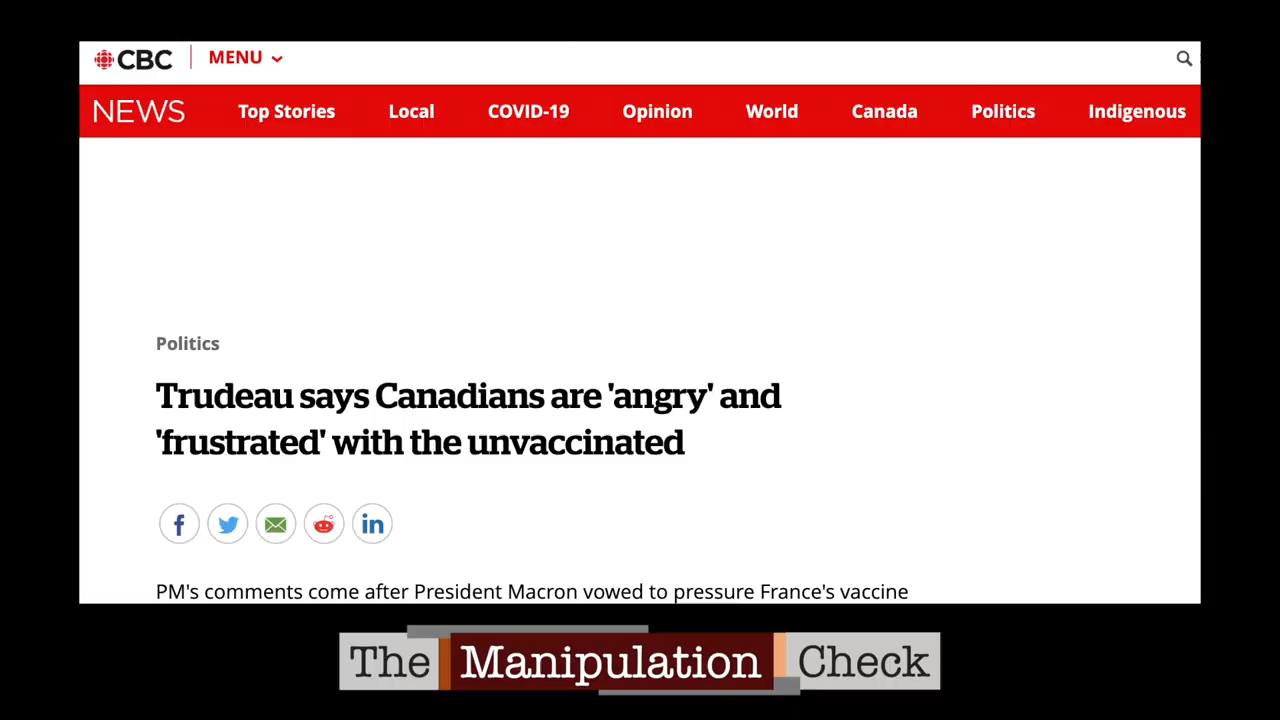 CBC MENU
NEWS Top Stories Local COVID-19 Opinion World Canada Politics Indigenous
Politics
Trudeau says Canadians are 'angry' and
'frustrated' with the unvaccinated
PM's comments come after President Macron vowed to pressure France's vaccine
The Manipulation Check